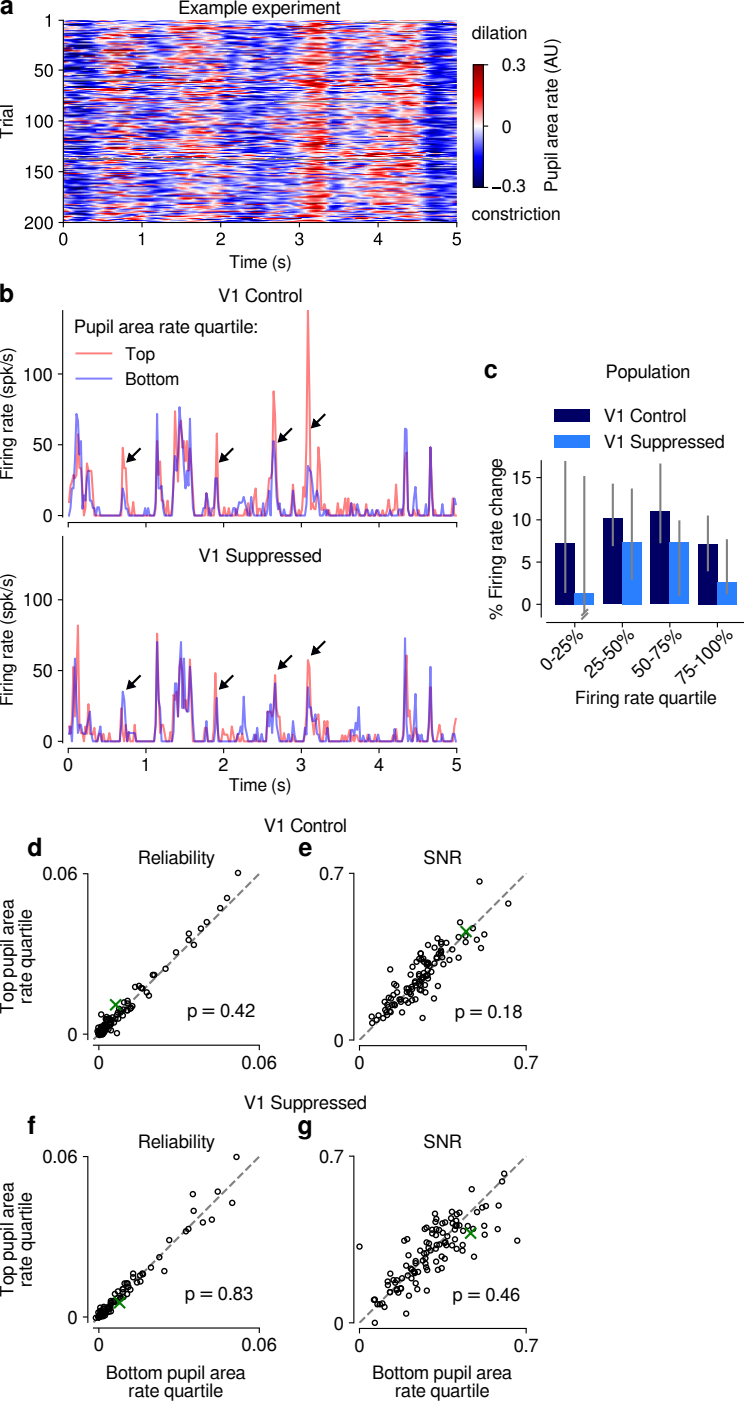 a
Example experiment
1
50
100
150
200
Trial
0 1 2 3 4 5
Time (s)
dilation
0.3
0
−0.3
constriction
Pupil area rate (AU)
b
V1 Control
Pupil area rate quartile:
Top
Bottom
100
50
0
Firing rate (spk/s)
V1 Suppressed
100
50
0
Firing rate (spk/s)
0 1 2 3 4 5
Time (s)
c
Population
V1 Control
V1 Suppressed
15
10
5
0
% Firing rate change
0-25%
25-50%
50-75%
75-100%
Firing rate quartile
V1 Control
d
Reliability
0.06
0
Top pupil area
rate quartile
p = 0.42
0 0.06
e
SNR
0.7
0
p = 0.18
0 0.7
V1 Suppressed
f
Reliability
0.06
0
Top pupil area
rate quartile
p = 0.83
0 0.06
Bottom pupil area
rate quartile
g
SNR
0.7
0
p = 0.46
0 0.7
Bottom pupil area
rate quartile